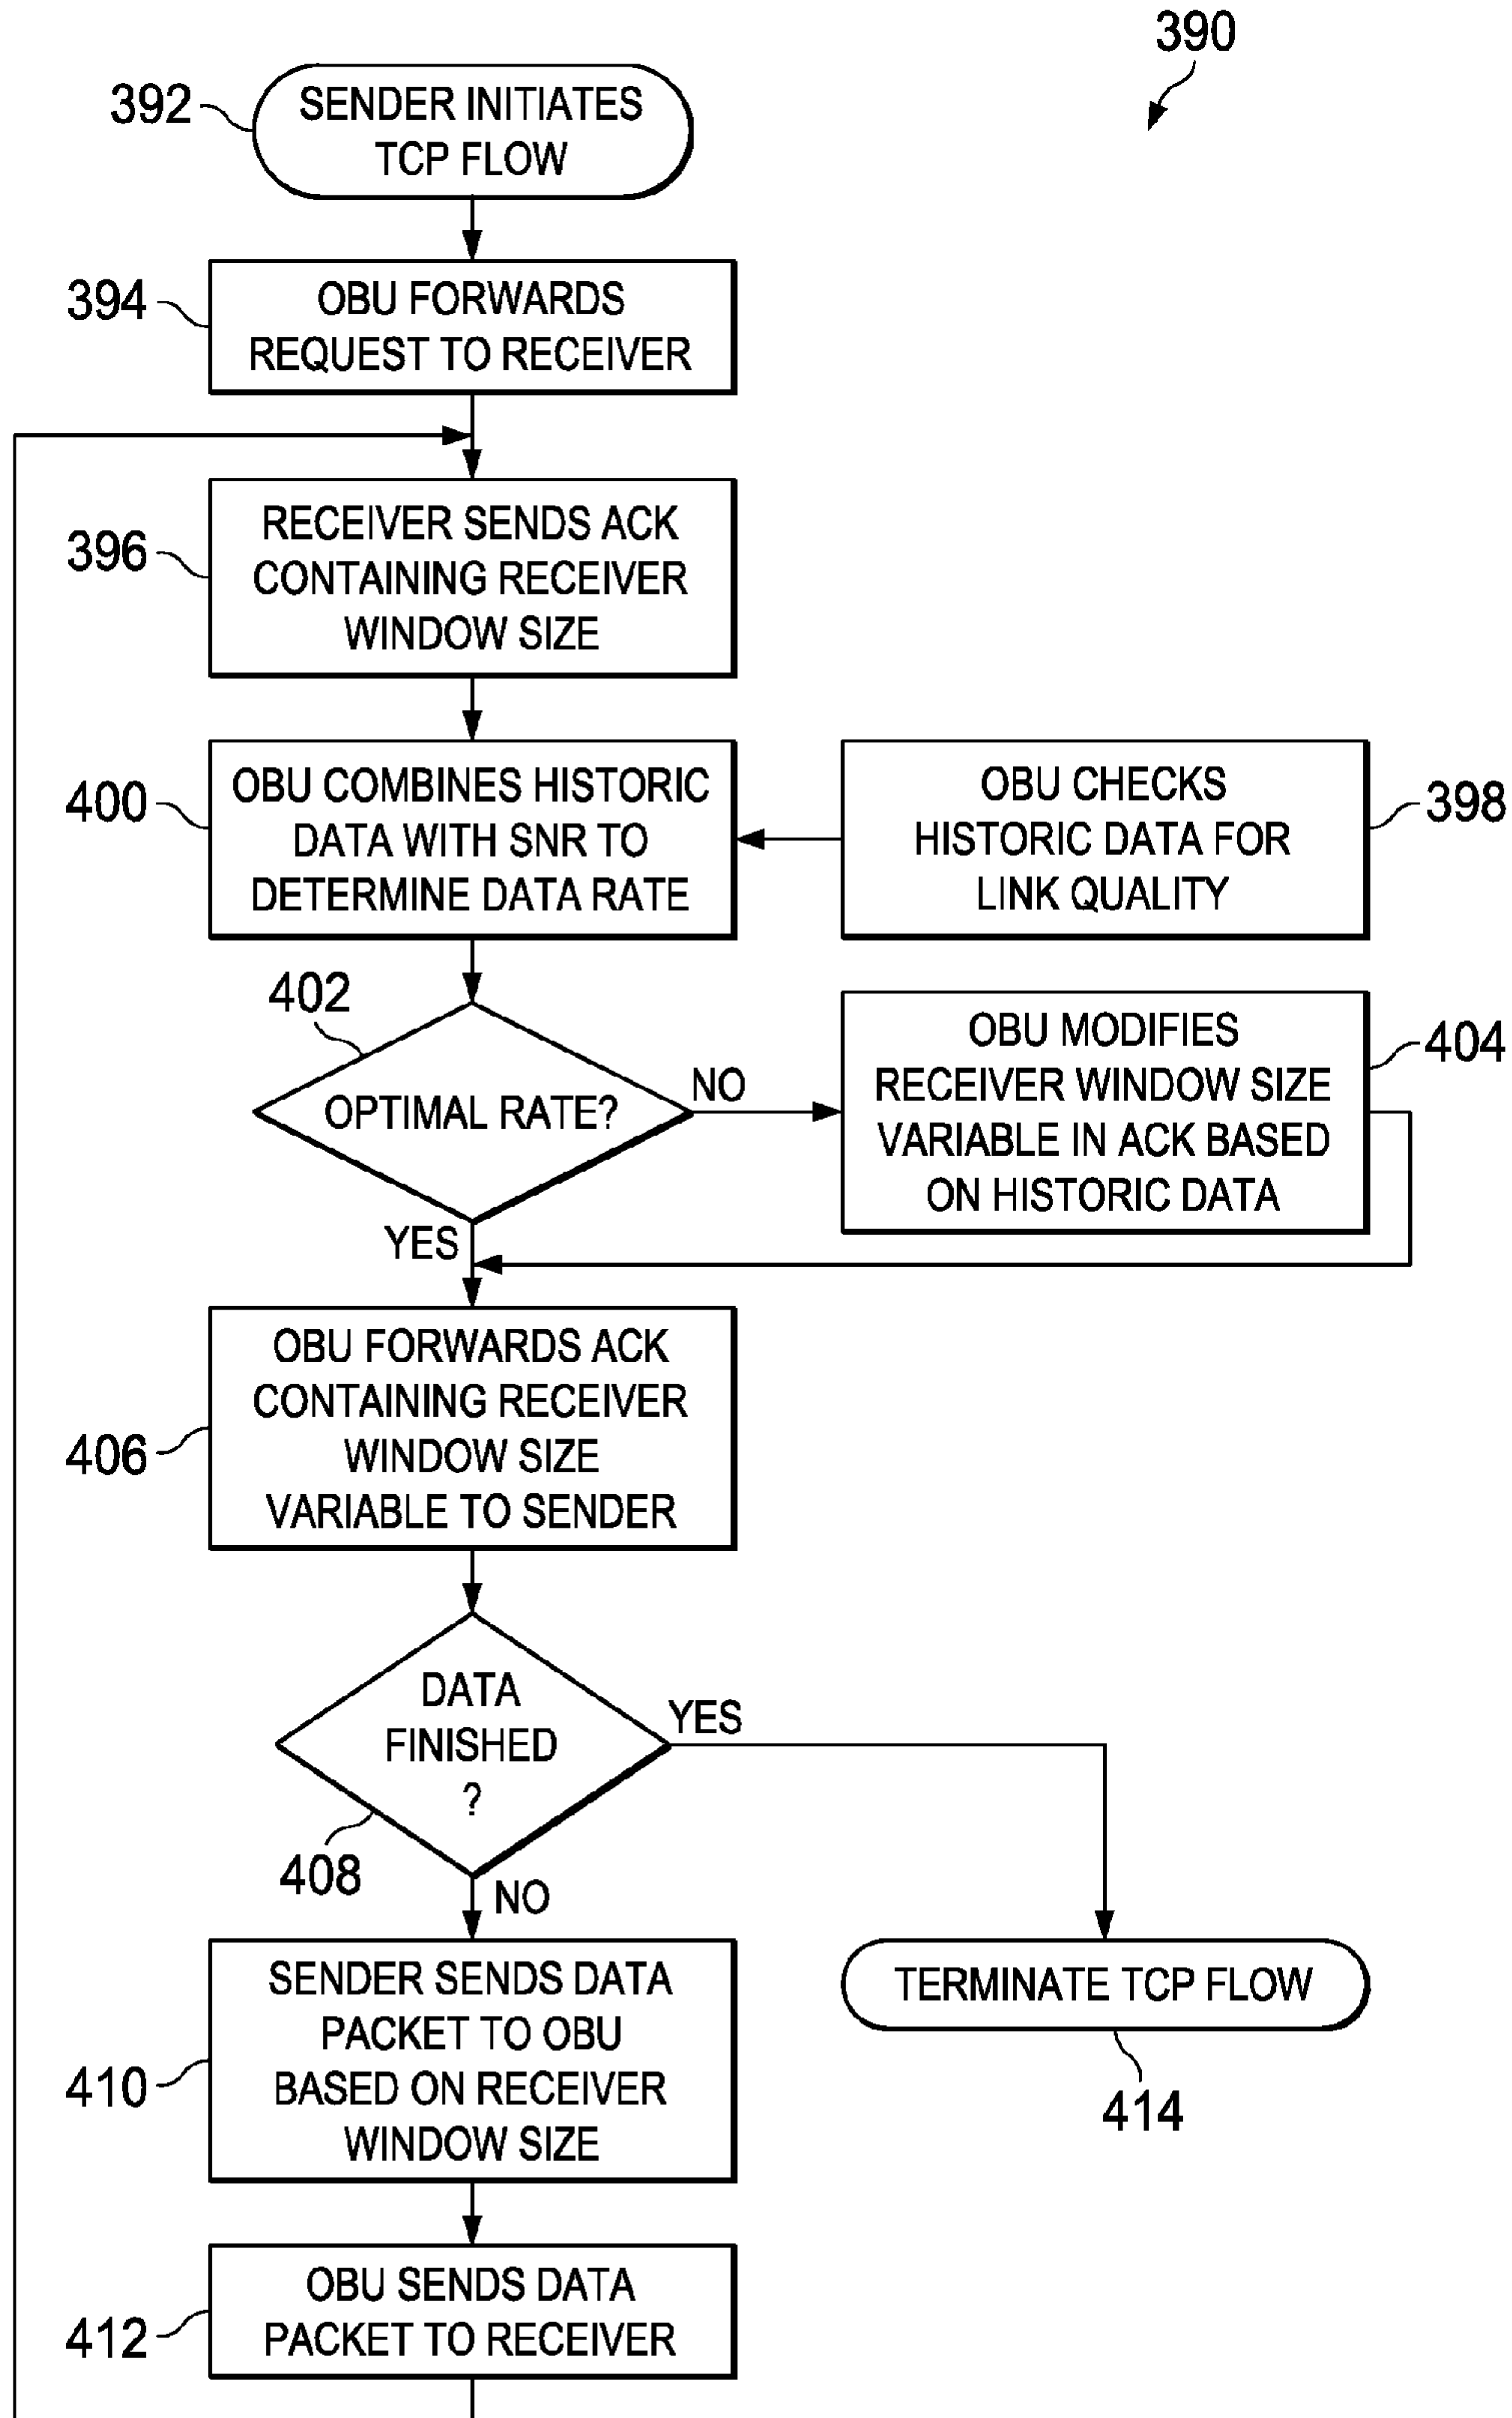 390
392
SENDER INITIATES
TCP FLOW
394
OBU FORWARDS
REQUEST TO RECEIVER
396
RECEIVER SENDS ACK
CONTAINING RECEIVER
WINDOW SIZE
400
OBU COMBINES HISTORIC
DATA WITH SNR TO
DETERMINE DATA RATE
OBU CHECKS
HISTORIC DATA FOR
LINK QUALITY
398
402
OPTIMAL RATE?
NO
YES
OBU MODIFIES
RECEIVER WINDOW SIZE
VARIABLE IN ACK BASED
ON HISTORIC DATA
404
406
OBU FORWARDS ACK
CONTAINING RECEIVER
WINDOW SIZE
VARIABLE TO SENDER
DATA
FINISHED
?
YES
408
NO
410
SENDER SENDS DATA
PACKET TO OBU
BASED ON RECEIVER
WINDOW SIZE
TERMINATE TCP FLOW
414
412
OBU SENDS DATA
PACKET TO RECEIVER